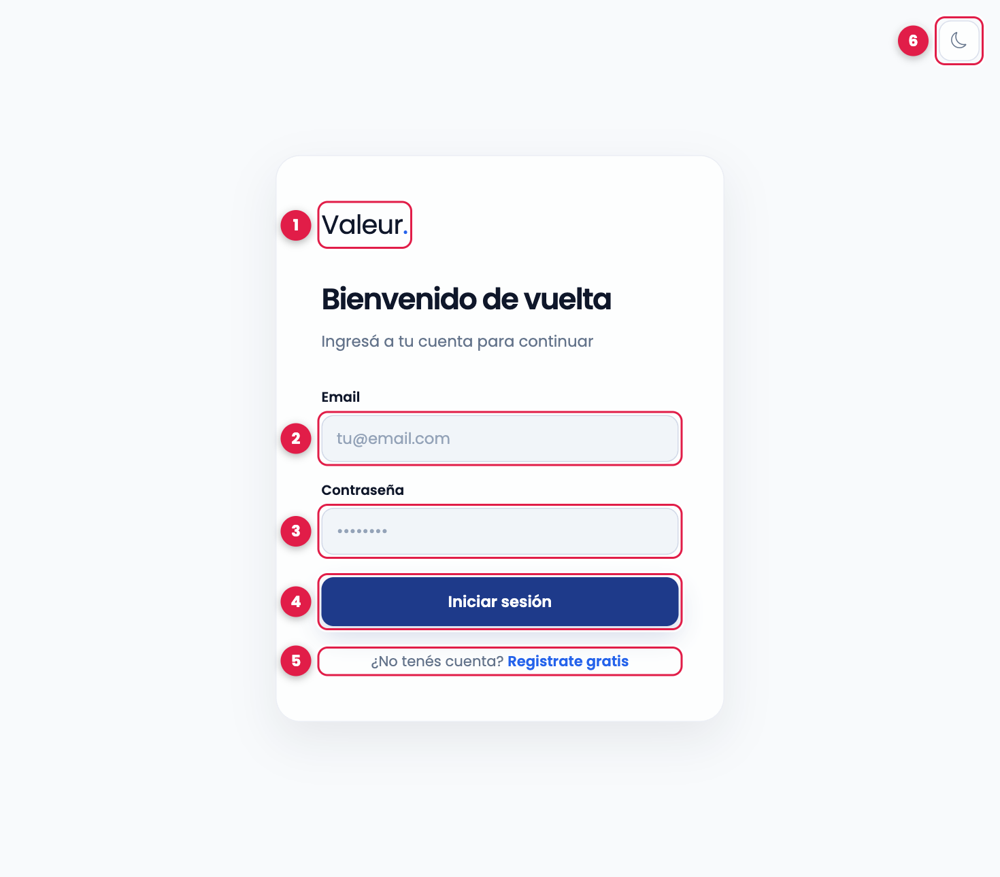 6
1 Valeur.
Bienvenido de vuelta
Ingresá a tu cuenta para continuar
Email
2 tu@email.com
Contraseña
3 ••••••••
4 Iniciar sesión
5 ¿No tenés cuenta? Registrate gratis